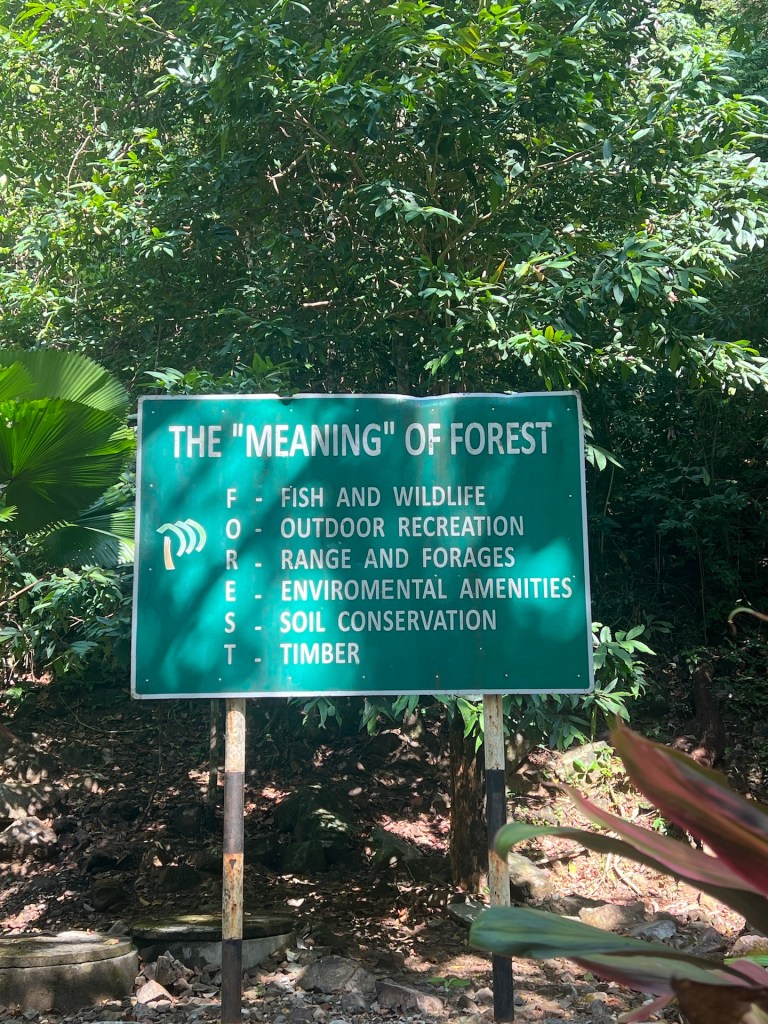 THE "MEANING" OF FOREST
F - FISH AND WILDLIFE
O - OUTDOOR RECREATION
R - RANGE AND FORAGES
E - ENVIROMENTAL AMENITIES
S - SOIL CONSERVATION
T - TIMBER